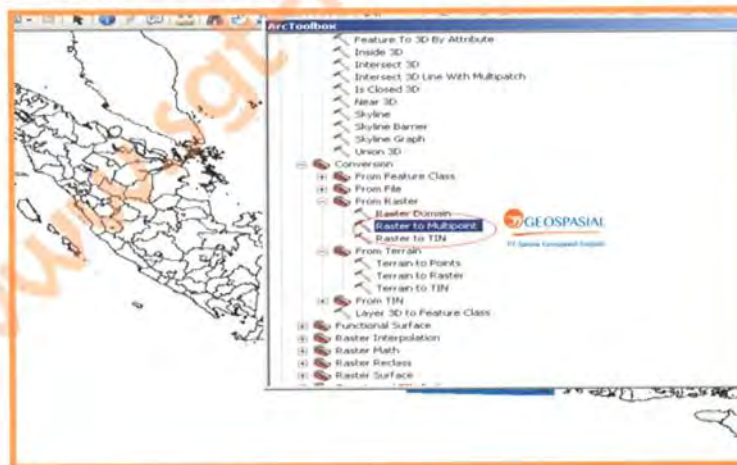 ArcToolbox
Feature To 3D By Attribute
Inside 3D
Intersect 3D
Intersect 3D Line With Multipatch
Is Closed 3D
Near 3D
Skyline
Skyline Barrier
Skyline Graph
Union 3D
Conversion
From Feature Class
From File
From Raster
Raster Domain
Raster to Multipoint
Raster to TIN
From Terrain
Terrain to Points
Terrain to Raster
Terrain to TIN
From TIN
Layer 3D to Feature Class
Functional Surface
Raster Interpolation
Raster Math
Raster Reclass
Raster Surface
GEOSPASIAL